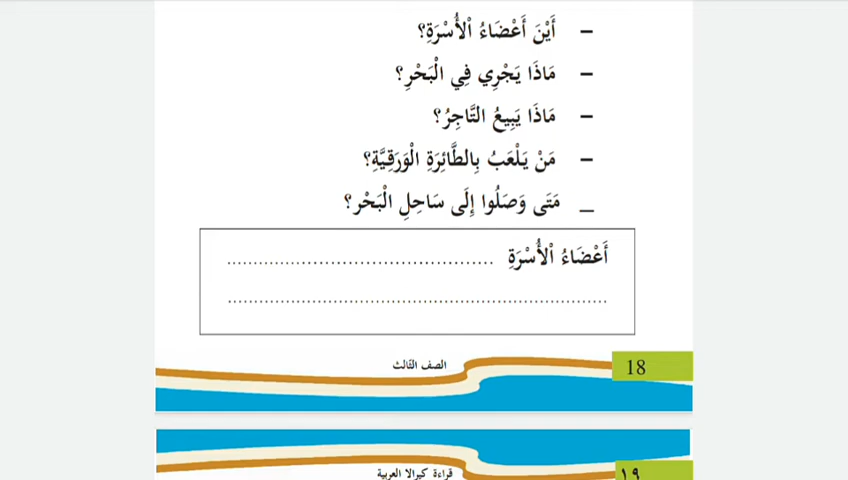 – أَيْنَ أَعْضَاءُ الْأُسْرَةِ؟
– مَاذَا يَجْرِي فِي الْبَحْرِ؟
– مَاذَا يَبِيعُ التَّاجِرُ؟
– مَنْ يَلْعَبُ بِالطَّائِرَةِ الْوَرَقِيَّةِ؟
_ مَتَى وَصَلُوا إِلَى سَاحِلِ الْبَحْر؟
أَعْضَاءُ الْأُسْرَةِ ..........................................
............................................................
18 الصف الثالث
١٩ قراءة كيرالا العربية